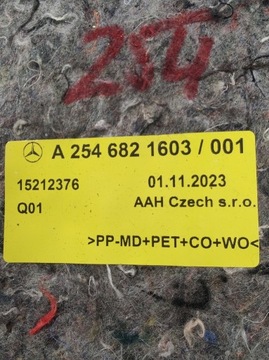 254
A 254 682 1603 / 001
15212376 01.11.2023
Q01 AAH Czech s.r.o.
>PP-MD+PET+CO+WO<